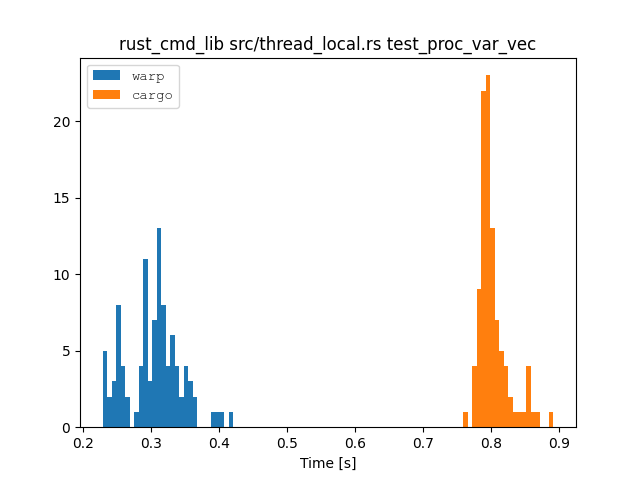 rust_cmd_lib src/thread_local.rs test_proc_var_vec
warp
cargo
20
15
10
5
0
0.2 0.3 0.4 0.5 0.6 0.7 0.8 0.9
Time [s]